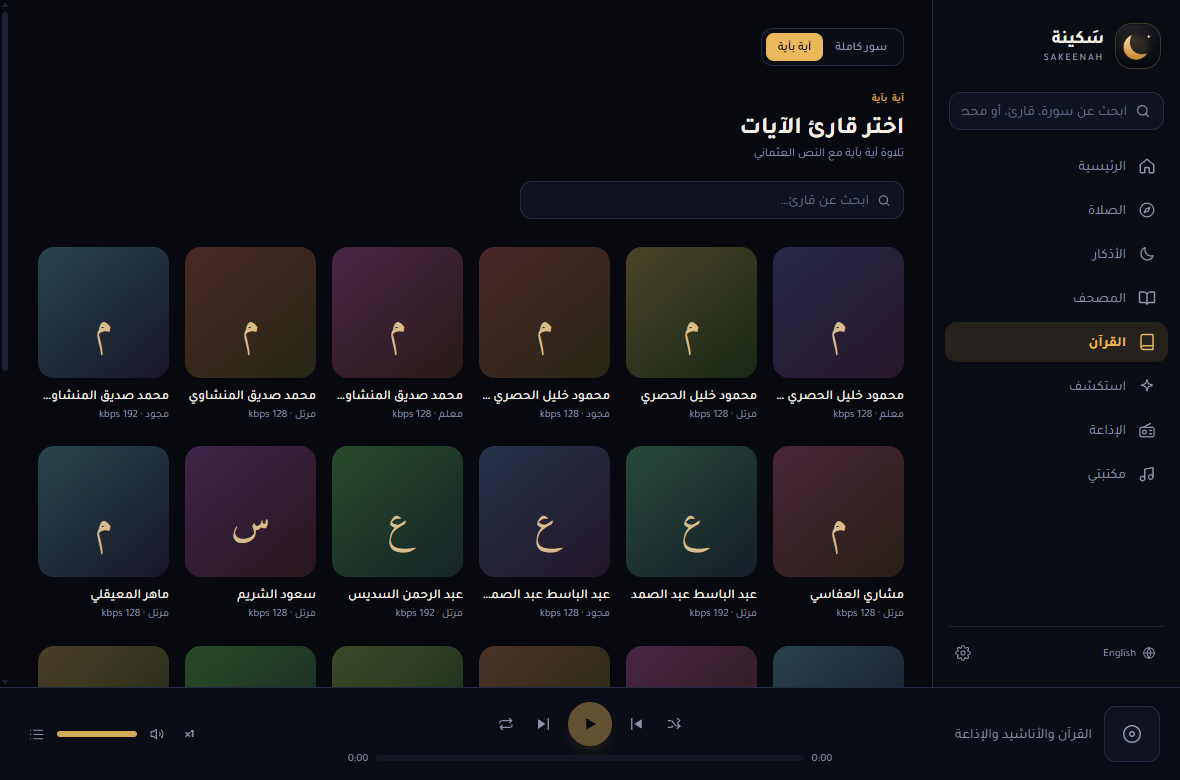 سَكينة
SAKEENAH
ابحث عن سورة، قارئ، أو محد
الرئيسية
الصلاة
الأذكار
المصحف
القرآن
استكشف
الإذاعة
مكتبتي
English
سور كاملة
آية بآية
آية بآية
اختر قارئ الآيات
تلاوة آية بآية مع النص العثماني
ابحث عن قارئ...
م
م
م
م
م
م
محمود خليل الحصري ...
محمود خليل الحصري
محمود خليل الحصري ...
محمد صديق المنشاو...
محمد صديق المنشاوي
محمد صديق المنشاو...
معلم · 128 kbps
مرتل · 128 kbps
مجود · 128 kbps
معلم · 128 kbps
مرتل · 128 kbps
مجود · 192 kbps
م
ع
ع
ع
س
م
مشاري العفاسي
عبد الباسط عبد الصمد
عبد الباسط عبد الصم...
عبد الرحمن السديس
سعود الشريم
ماهر المعيقلي
مرتل · 128 kbps
مرتل · 192 kbps
مجود · 128 kbps
مرتل · 192 kbps
مرتل · 128 kbps
مرتل · 128 kbps
القرآن والأناشيد والإذاعة
0:00
0:00
x1